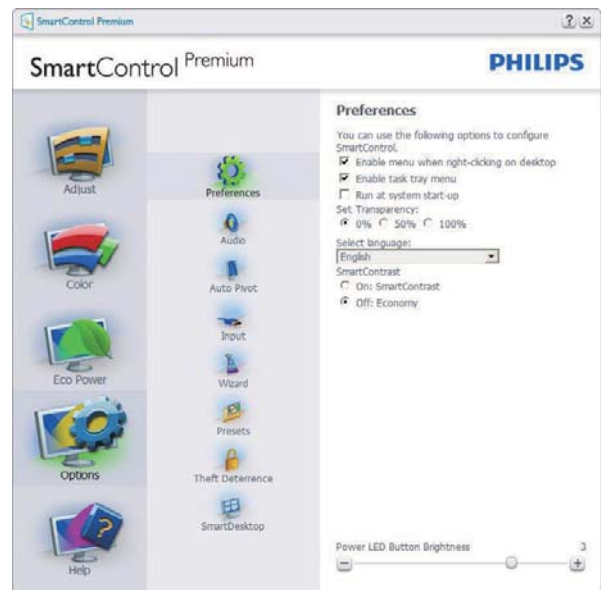 SmartControl Premium
SmartControl Premium
PHILIPS
Adjust
Color
Eco Power
Options
Help
Preferences
Audio
Auto Pivot
Input
Wizard
Presets
Theft Deterrence
SmartDesktop
Preferences
You can use the following options to configure
SmartControl.
Enable menu when right-clicking on desktop
Enable task tray menu
Run at system start-up
Set Transparency:
0% 50% 100%
Select language:
English
SmartContrast
On: SmartContrast
Off: Economy
Power LED Button Brightness 3